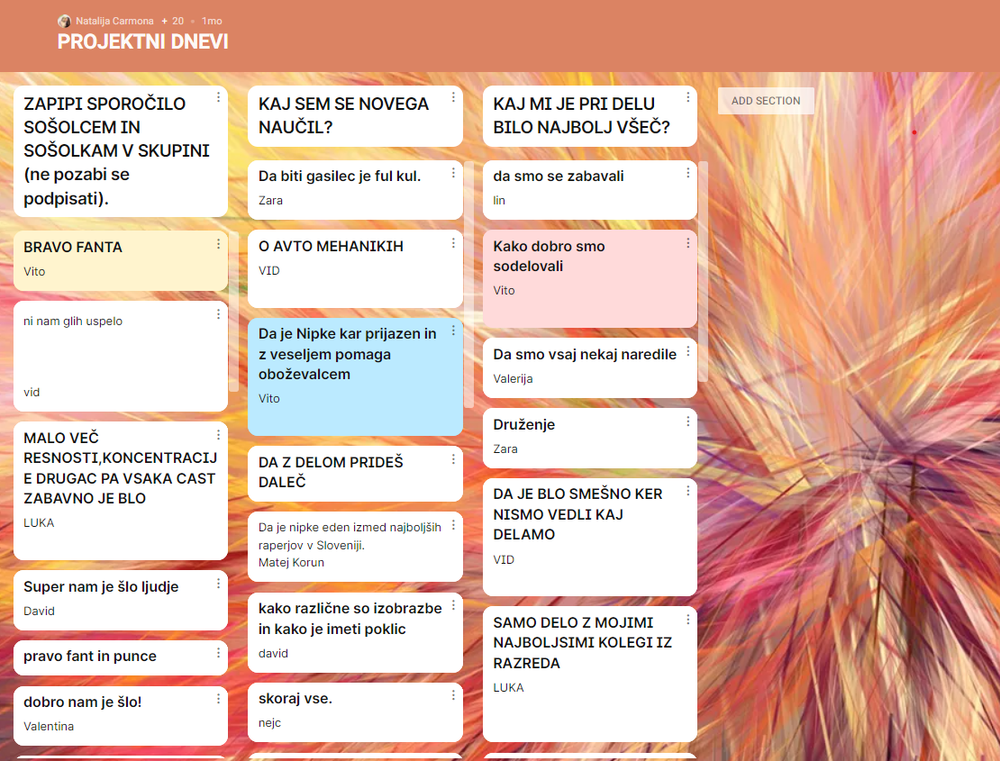 Natalija Carmona + 20 • 1mo
PROJEKTNI DNEVI
ZAPIPI SPOROČILO
SOŠOLCEM IN
SOŠOLKAM V SKUPINI
(ne pozabi se
podpisati).
BRAVO FANTA
Vito
ni nam glih uspelo
vid
MALO VEČ
RESNOSTI,KONCENTRACIJ
E DRUGAC PA VSAKA CAST
ZABAVNO JE BLO
LUKA
Super nam je šlo ljudje
David
pravo fant in punce
dobro nam je šlo!
Valentina
KAJ SEM SE NOVEGA
NAUČIL?
Da biti gasilec je ful kul.
Zara
O AVTO MEHANIKIH
VID
Da je Nipke kar prijazen in
z veseljem pomaga
oboževalcem
Vito
DA Z DELOM PRIDEŠ
DALEČ
Da je nipke eden izmed najboljših
raperjov v Sloveniji.
Matej Korun
kako različne so izobrazbe
in kako je imeti poklic
david
skoraj vse.
nejc
KAJ MI JE PRI DELU
BILO NAJBOLJ VŠEČ?
da smo se zabavali
lin
Kako dobro smo
sodelovali
Vito
Da smo vsaj nekaj naredile
Valerija
Druženje
Zara
DA JE BLO SMEŠNO KER
NISMO VEDLI KAJ
DELAMO
VID
SAMO DELO Z MOJIMI
NAJBOLJSIMI KOLEGI IZ
RAZREDA
LUKA
ADD SECTION